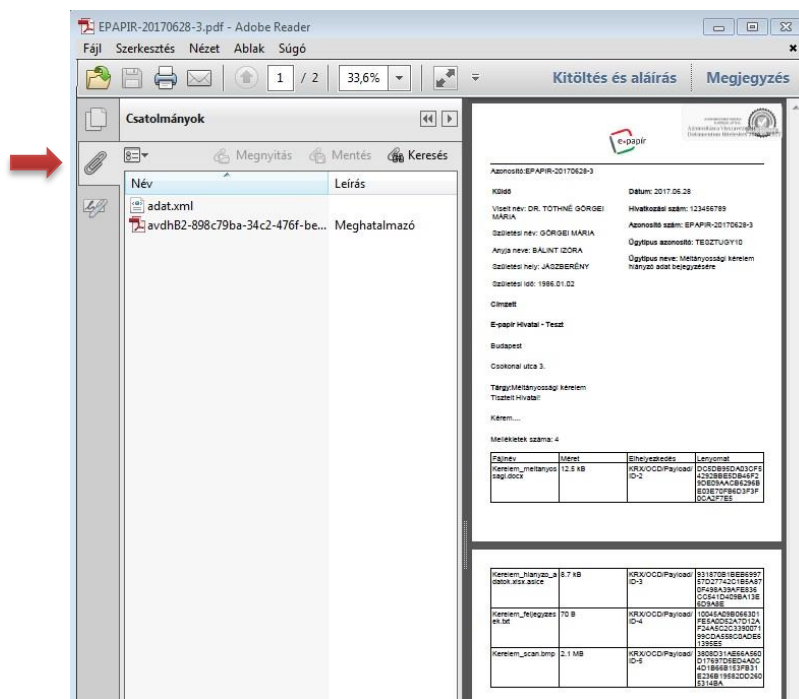 EPAPIR-20170628-3.pdf - Adobe Reader
Fájl Szerkesztés Nézet Ablak Súgó
1 / 2 33,6% Kitöltés és aláírás Megjegyzés
Csatolmányok
Megnyitás Mentés Keresés
Név Leírás
adat.xml
avdhB2-898c79ba-34c2-476f-be... Meghatalmazó
e-papír
Azonosító:EPAPIR-20170628-3
Küldő
Viselt név: DR. TÓTHNÉ GÖRGEI
MÁRIA
Születési név: GÖRGEI MÁRIA
Anyja neve: BÁLINT IZÓRA
Születési hely: JÁSZBERÉNY
Születési idő: 1986.01.02
Dátum: 2017.06.28
Hivatkozási szám: 123456789
Azonosító szám: EPAPIR-20170628-3
Ügytípus azonosító: TESZTUGY10
Ügytípus neve: Méltányossági kérelem
hiányzó adat bejegyzésére
Címzett
E-papír Hivatal - Teszt
Budapest
Csokonai utca 3.
Tárgy:Méltányossági kérelem
Tisztelt Hivatal!
Kérem....
Mellékletek száma: 4
Fájlnév Méret Elhelyezkedés Lenyomat
Kerelem_meltanyos
sagi.docx
12.5 kB
KRX/OCD/Payload/
ID-2
Kerelem_hianyzo_a
datok.xlsx.asice
8.7 kB
KRX/OCD/Payload/
ID-3
Kerelem_feljegyzes
ek.txt
70 B
KRX/OCD/Payload/
ID-4
Kerelem_scan.bmp
2.1 MB
KRX/OCD/Payload/
ID-5